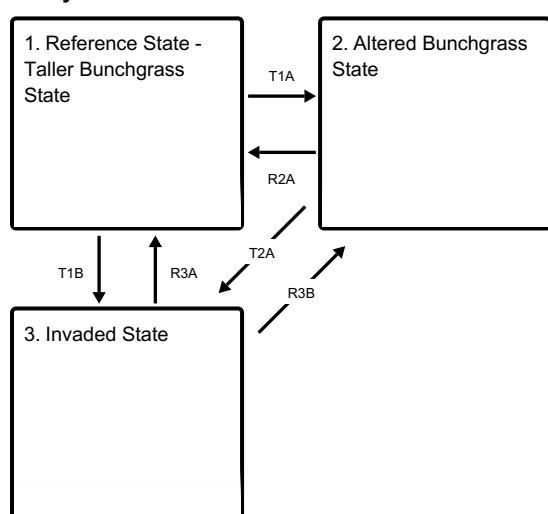 1. Reference State -
Taller Bunchgrass
State
2. Altered Bunchgrass
State
T1A
R2A
T2A
T1B
R3A
R3B
3. Invaded State